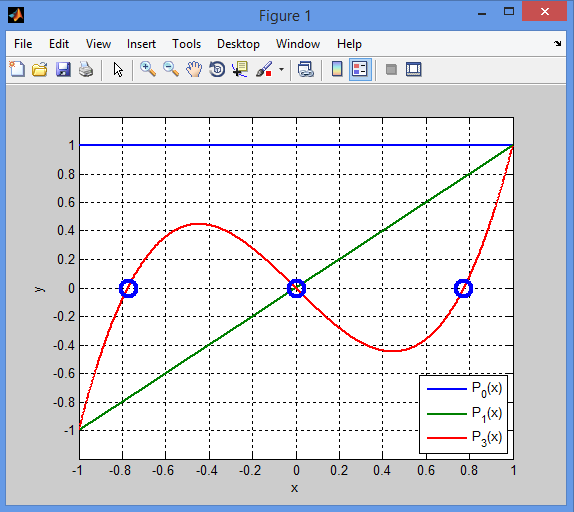 Figure 1
File Edit View Insert Tools Desktop Window Help
1
0.8
0.6
0.4
0.2
0
-0.2
-0.4
-0.6
-0.8
-1
y
-1 -0.8 -0.6 -0.4 -0.2 0 0.2 0.4 0.6 0.8 1
x
P0(x)
P1(x)
P3(x)